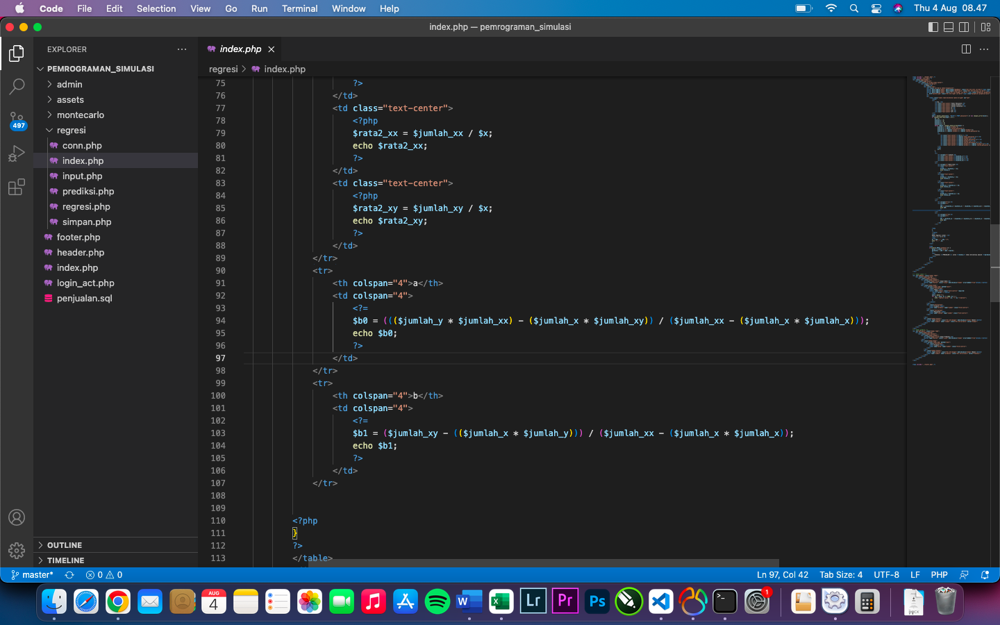 Code File Edit Selection View Go Run Terminal Window Help Thu 4 Aug 08.47
index.php — pemrograman_simulasi
EXPLORER
index.php
PEMROGRAMAN_SIMULASI
regresi > index.php
admin
assets
montecarlo
regresi
conn.php
index.php
input.php
prediksi.php
regresi.php
simpan.php
footer.php
header.php
index.php
login_act.php
penjualan.sql
497
75 ?>
76 </td>
77 <td class="text-center">
78 <?php
79 $rata2_xx = $jumlah_xx / $x;
80 echo $rata2_xx;
81 ?>
82 </td>
83 <td class="text-center">
84 <?php
85 $rata2_xy = $jumlah_xy / $x;
86 echo $rata2_xy;
87 ?>
88 </td>
89 </tr>
90 <tr>
91 <th colspan="4">a</th>
92 <td colspan="4">
93 <?=
94 $b0 = ((($jumlah_y * $jumlah_xx) - ($jumlah_x * $jumlah_xy)) / ($jumlah_xx - ($jumlah_x * $jumlah_x)));
95 echo $b0;
96 ?>
97 </td>
98 </tr>
99 <tr>
100 <th colspan="4">b</th>
101 <td colspan="4">
102 <?=
103 $b1 = ($jumlah_xy - (($jumlah_x * $jumlah_y))) / ($jumlah_xx - ($jumlah_x * $jumlah_x));
104 echo $b1;
105 ?>
106 </td>
107 </tr>
108
109
110 <?php
111 }
112 ?>
113 </table>
OUTLINE
TIMELINE
master* 0 0 Ln 97, Col 42 Tab Size: 4 UTF-8 LF PHP
AUG
4
W
X
Lr
Pr
Ps
>_
1
DOCX